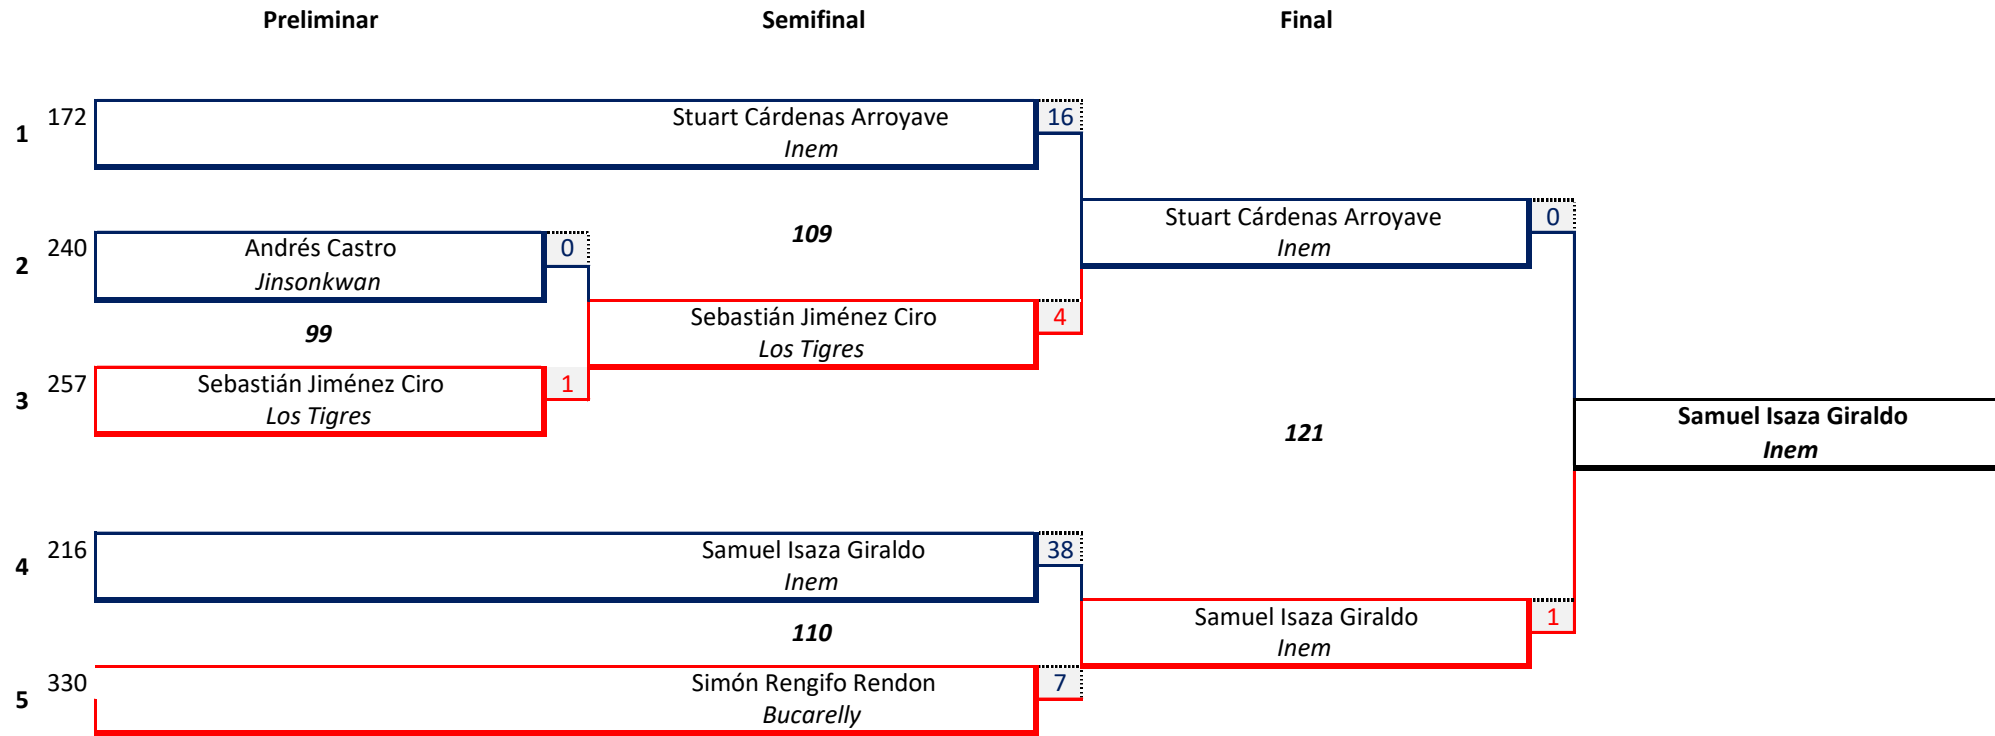 Preliminar Semifinal Final
1 172 Stuart Cárdenas Arroyave 16
Inem
Stuart Cárdenas Arroyave 0
Inem
2 240 Andrés Castro 0
Jinsonkwan
109
Sebastián Jiménez Ciro 4
Los Tigres
99
3 257 Sebastián Jiménez Ciro 1
Los Tigres
121
Samuel Isaza Giraldo
Inem
4 216 Samuel Isaza Giraldo 38
Inem
110
Samuel Isaza Giraldo 1
Inem
5 330 Simón Rengifo Rendon 7
Bucarelly